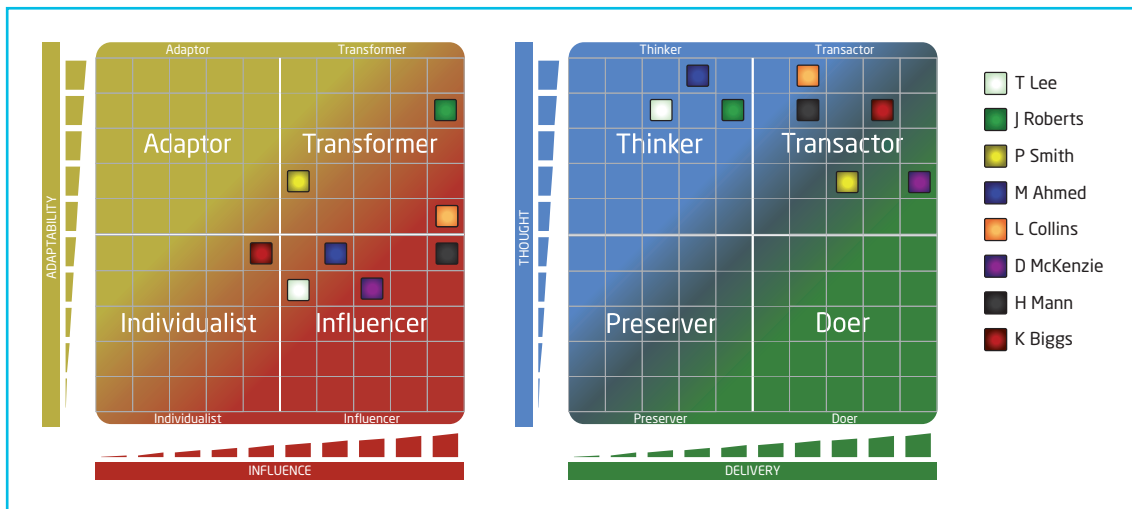 Adaptor
Transformer
Adaptor
Transformer
Individualist
Influencer
Individualist
Influencer
ADAPTABILITY
INFLUENCE
Thinker
Transactor
Thinker
Transactor
Preserver
Doer
Preserver
Doer
THOUGHT
DELIVERY
T Lee
J Roberts
P Smith
M Ahmed
L Collins
D McKenzie
H Mann
K Biggs